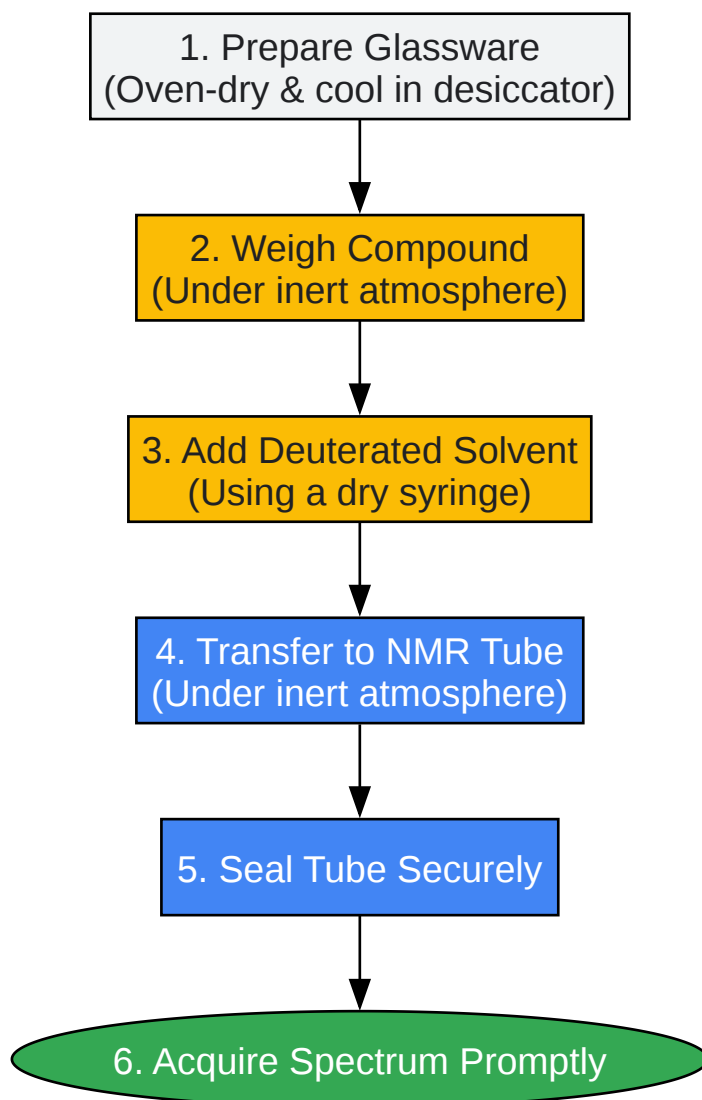 1. Prepare Glassware
(Oven-dry & cool in desiccator)
2. Weigh Compound
(Under inert atmosphere)
3. Add Deuterated Solvent
(Using a dry syringe)
4. Transfer to NMR Tube
(Under inert atmosphere)
5. Seal Tube Securely
6. Acquire Spectrum Promptly